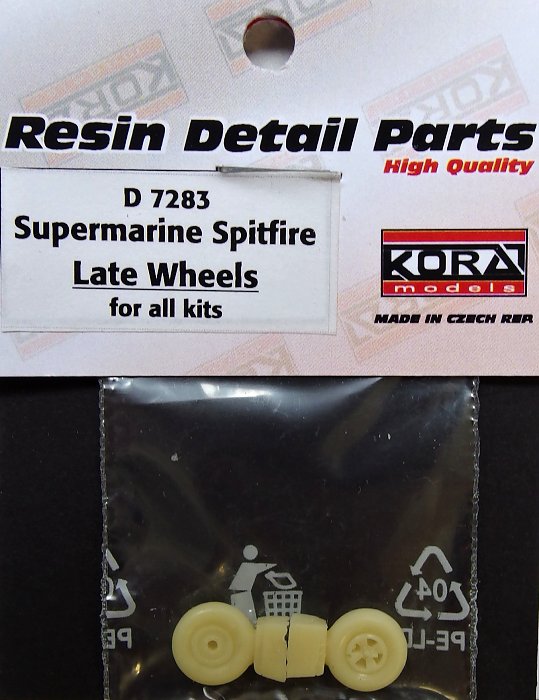 Resin Detail Parts
High Quality
D 7283
Supermarine Spitfire
Late Wheels
for all kits
KORA
models
MADE IN CZECH REP.
04
PE-LD
PE